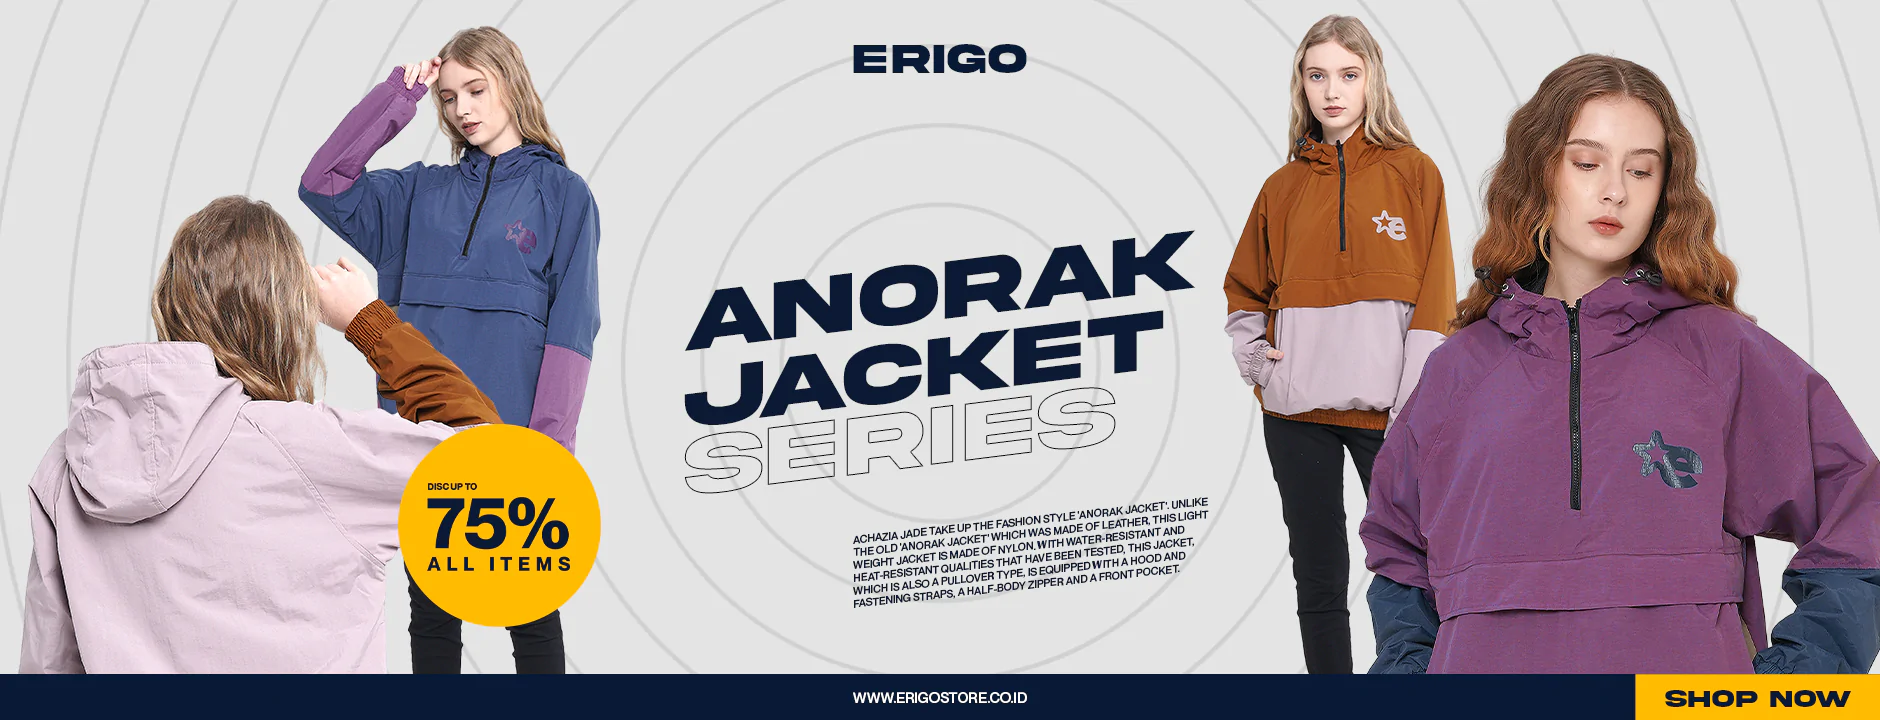 ERIGO
ANORAK
JACKET
SERIES
DISC UP TO
75%
ALL ITEMS
ACHAZIA JADE TAKE UP THE FASHION STYLE 'ANORAK JACKET'. UNLIKE
THE OLD 'ANORAK JACKET' WHICH WAS MADE OF LEATHER, THIS LIGHT
WEIGHT JACKET IS MADE OF NYLON. WITH WATER-RESISTANT AND
HEAT-RESISTANT QUALITIES THAT HAVE BEEN TESTED, THIS JACKET,
WHICH IS ALSO A PULLOVER TYPE, IS EQUIPPED WITH A HOOD AND
FASTENING STRAPS, A HALF-BODY ZIPPER AND A FRONT POCKET.
e
e
e
WWW.ERIGOSTORE.CO.ID
SHOP NOW